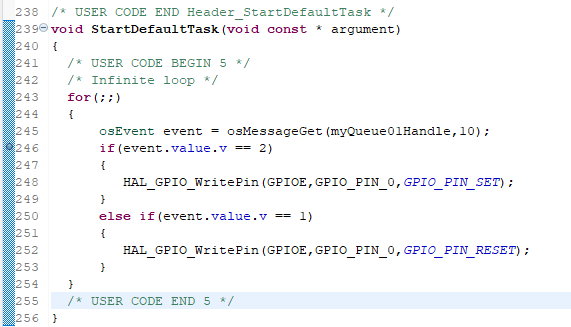 238 /* USER CODE END Header_StartDefaultTask */
239 void StartDefaultTask(void const * argument)
240 {
241   /* USER CODE BEGIN 5 */
242   /* Infinite loop */
243   for(;;)
244   {
245       osEvent event = osMessageGet(myQueue01Handle,10);
246       if(event.value.v == 2)
247       {
248          HAL_GPIO_WritePin(GPIOE,GPIO_PIN_0,GPIO_PIN_SET);
249       }
250       else if(event.value.v == 1)
251       {
252          HAL_GPIO_WritePin(GPIOE,GPIO_PIN_0,GPIO_PIN_RESET);
253       }
254   }
255   /* USER CODE END 5 */
256 }